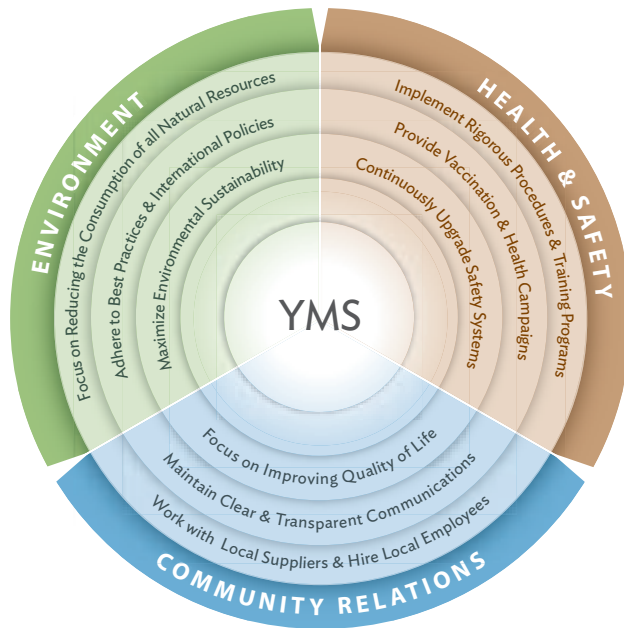 ENVIRONMENT
Focus on Reducing the Consumption of all Natural Resources
Adhere to Best Practices & International Policies
Maximize Environmental Sustainability
HEALTH & SAFETY
Implement Rigorous Procedures & Training Programs
Provide Vaccination & Health Campaigns
Continuously Upgrade Safety Systems
YMS
Focus on Improving Quality of Life
Maintain Clear & Transparent Communications
Work with Local Suppliers & Hire Local Employees
COMMUNITY RELATIONS